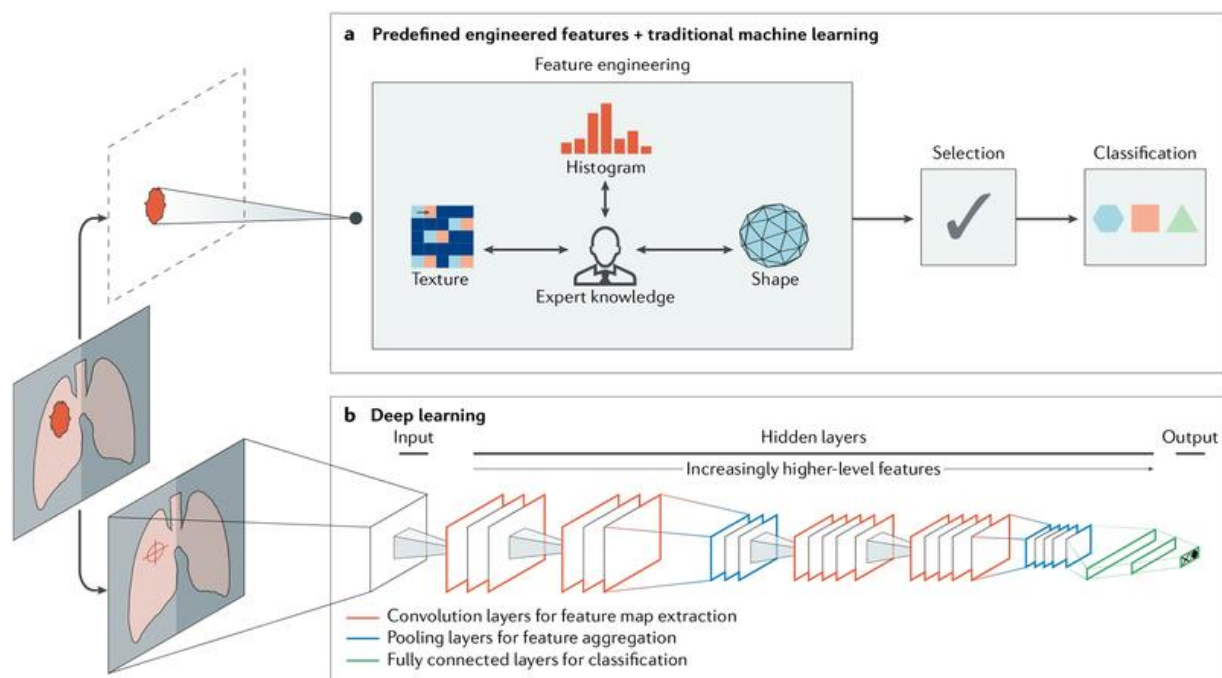 a Predefined engineered features + traditional machine learning
Feature engineering
Histogram
Selection
Classification
Texture
Expert knowledge
Shape
b Deep learning
Input
Hidden layers
Output
Increasingly higher-level features
Convolution layers for feature map extraction
Pooling layers for feature aggregation
Fully connected layers for classification